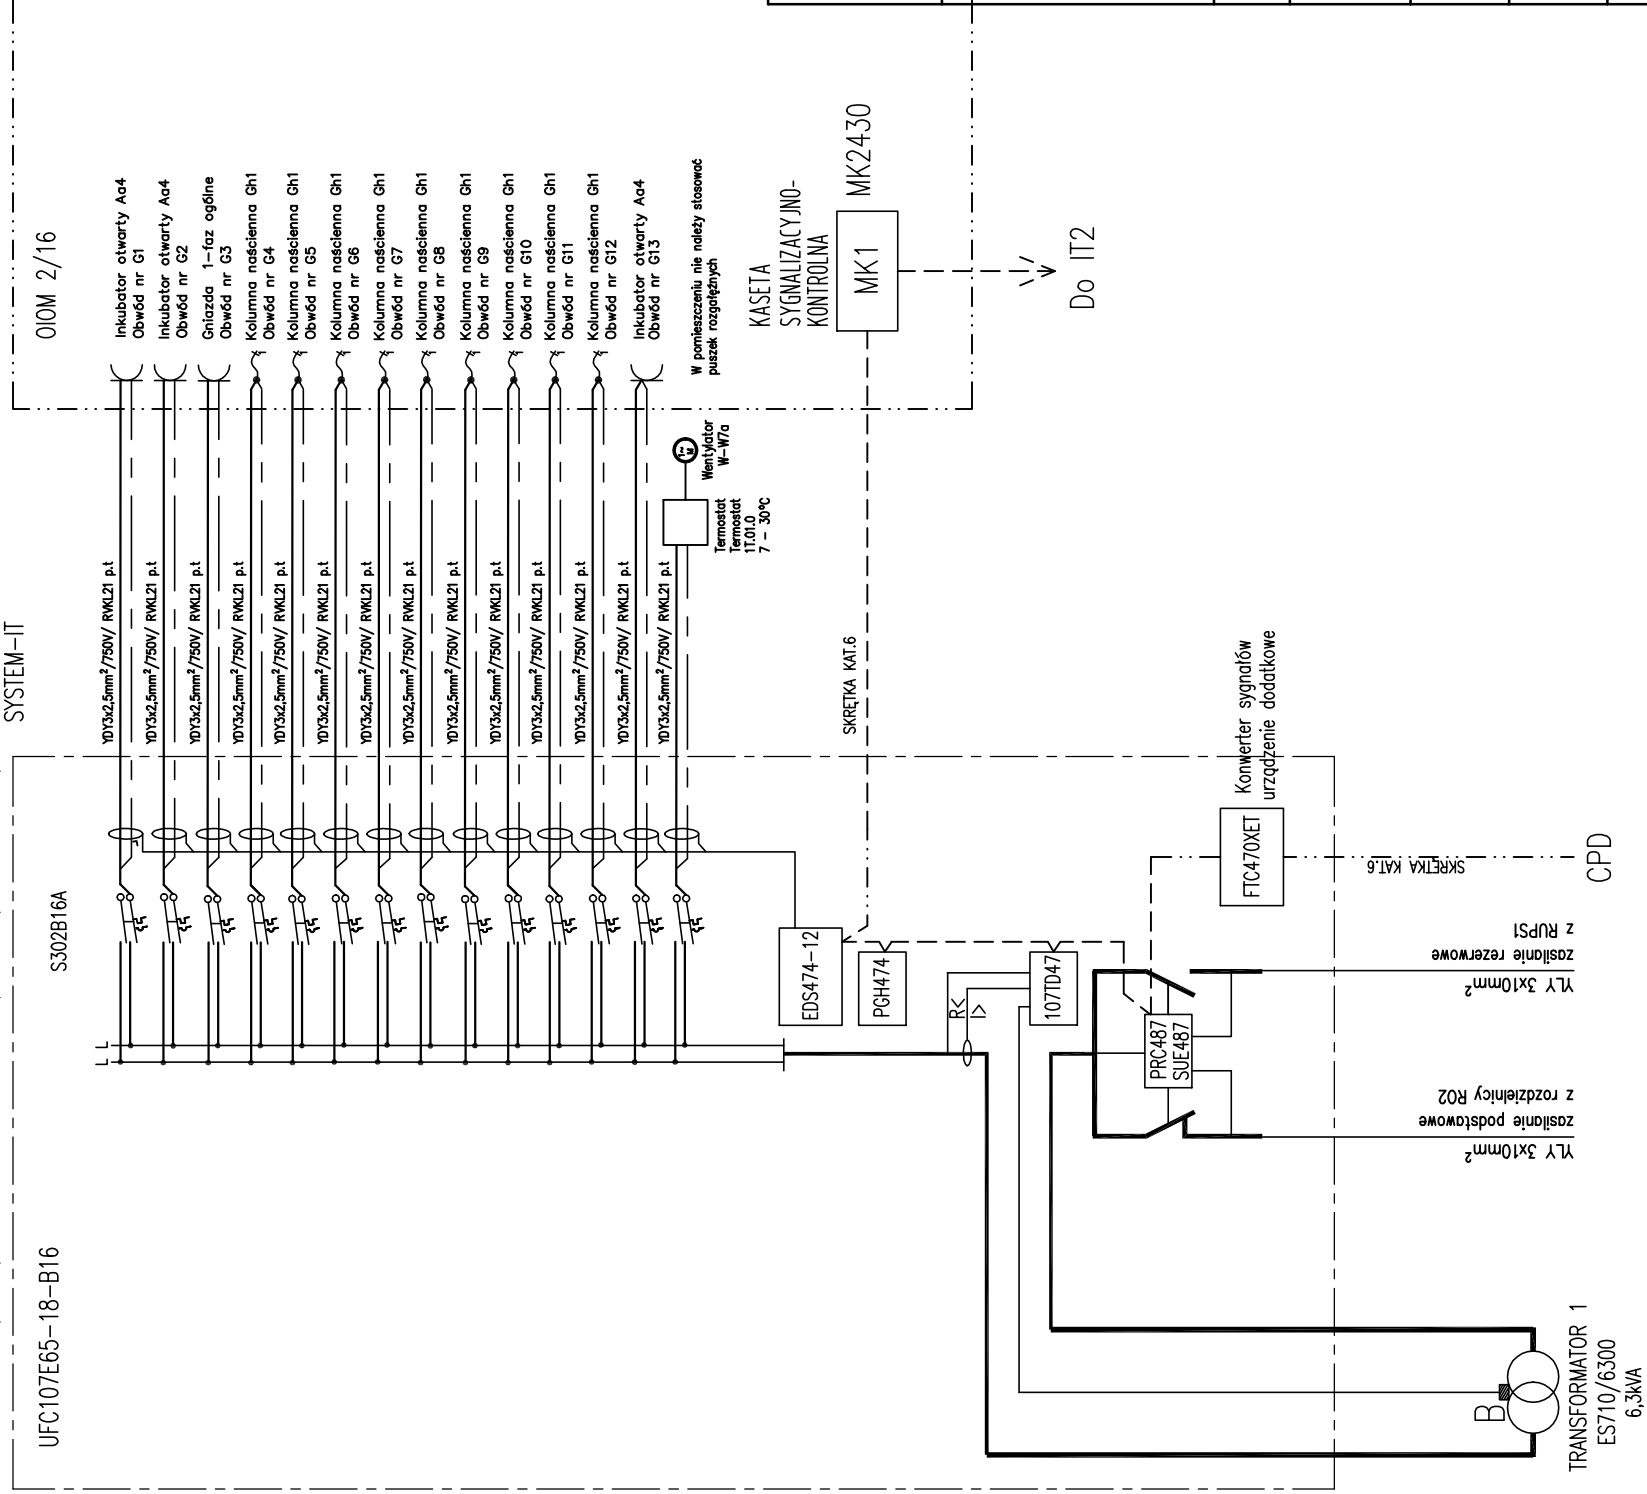 SYSTEM-IT
OIOM 2/16
Inkubator otwarty Aa4
Obwód nr G1
Inkubator otwarty Aa4
Obwód nr G2
Gniazda 1-faz ogólne
Obwód nr G3
Kolumna naścienna Gh1
Obwód nr G4
Kolumna naścienna Gh1
Obwód nr G5
Kolumna naścienna Gh1
Obwód nr G6
Kolumna naścienna Gh1
Obwód nr G7
Kolumna naścienna Gh1
Obwód nr G8
Kolumna naścienna Gh1
Obwód nr G9
Kolumna naścienna Gh1
Obwód nr G10
Kolumna naścienna Gh1
Obwód nr G11
Kolumna naścienna Gh1
Obwód nr G12
Inkubator otwarty Aa4
Obwód nr G13
W pomieszczeniu nie należy stosować
puszek rozgałęźnych
KASETA
SYGNALIZACYJNO-
KONTROLNA
MK1
MK2430
Do IT2
1~
M
Wentylator
W-W7a
Termostat
Termostat
1T.01.0
7 - 30°C
YDY3x2,5mm²/750V/ RVKL21 p.t
YDY3x2,5mm²/750V/ RVKL21 p.t
YDY3x2,5mm²/750V/ RVKL21 p.t
YDY3x2,5mm²/750V/ RVKL21 p.t
YDY3x2,5mm²/750V/ RVKL21 p.t
YDY3x2,5mm²/750V/ RVKL21 p.t
YDY3x2,5mm²/750V/ RVKL21 p.t
YDY3x2,5mm²/750V/ RVKL21 p.t
YDY3x2,5mm²/750V/ RVKL21 p.t
YDY3x2,5mm²/750V/ RVKL21 p.t
YDY3x2,5mm²/750V/ RVKL21 p.t
YDY3x2,5mm²/750V/ RVKL21 p.t
YDY3x2,5mm²/750V/ RVKL21 p.t
YDY3x2,5mm²/750V/ RVKL21 p.t
SKRĘTKA KAT.6
S302B16A
L
L
EDS474-12
PGH474
R<
I>
107TD47
PRC487
SUE487
FTC470XET
Konwerter sygnałów
urządzenie dodatkowe
SKRĘTKA KAT.6
CPD
YLY 3x10mm²
zasilanie rezerwowe
z RUPS1
YLY 3x10mm²
zasilanie podstawowe
z rozdzielnicy RO2
UFC107E65-18-B16
B
TRANSFORMATOR 1
ES710/6300
6,3kVA